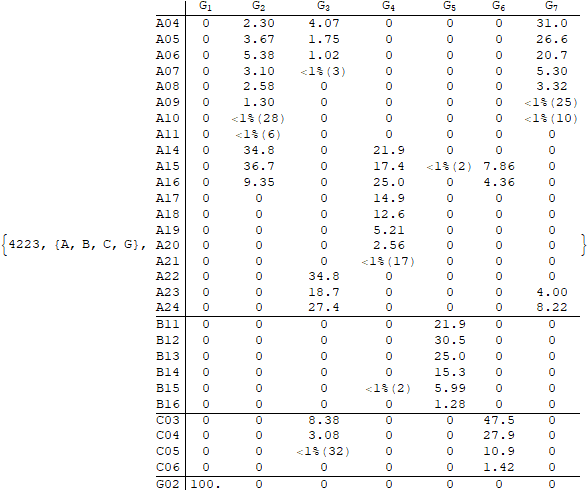 G1 G2 G3 G4 G5 G6 G7
A04 0 2.30 4.07 0 0 0 31.0
A05 0 3.67 1.75 0 0 0 26.6
A06 0 5.38 1.02 0 0 0 20.7
A07 0 3.10 <1%(3) 0 0 0 5.30
A08 0 2.58 0 0 0 0 3.32
A09 0 1.30 0 0 0 0 <1%(25)
A10 0 <1%(28) 0 0 0 0 <1%(10)
A11 0 <1%(6) 0 0 0 0 0
A14 0 34.8 0 21.9 0 0 0
A15 0 36.7 0 17.4 <1%(2) 7.86 0
A16 0 9.35 0 25.0 0 4.36 0
A17 0 0 0 14.9 0 0 0
A18 0 0 0 12.6 0 0 0
A19 0 0 0 5.21 0 0 0
{4223, {A, B, C, G}, A20 0 0 0 2.56 0 0 0 }
A21 0 0 0 <1%(17) 0 0 0
A22 0 0 34.8 0 0 0 0
A23 0 0 18.7 0 0 0 4.00
A24 0 0 27.4 0 0 0 8.22
B11 0 0 0 0 21.9 0 0
B12 0 0 0 0 30.5 0 0
B13 0 0 0 0 25.0 0 0
B14 0 0 0 0 15.3 0 0
B15 0 0 0 <1%(2) 5.99 0 0
B16 0 0 0 0 1.28 0 0
C03 0 0 8.38 0 0 47.5 0
C04 0 0 3.08 0 0 27.9 0
C05 0 0 <1%(32) 0 0 10.9 0
C06 0 0 0 0 0 1.42 0
G02 100. 0 0 0 0 0 0